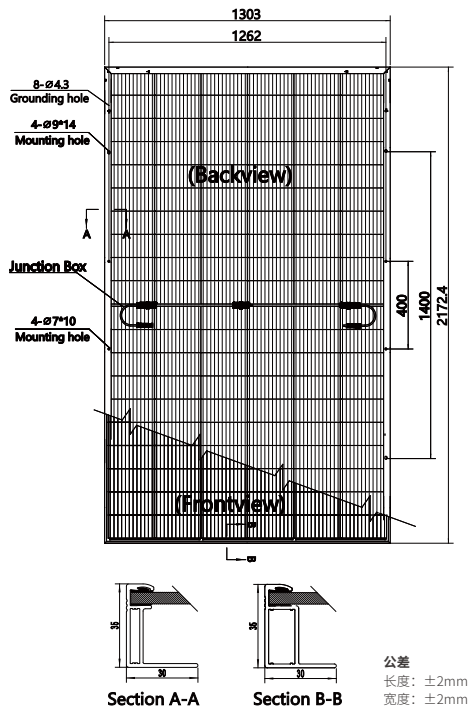 1303
1262
8-Ø4.3
Grounding hole
4-Ø9*14
Mounting hole
(Backview)
A
A
Junction Box
4-Ø7*10
Mounting hole
400
1400
2172.4
(Frontview)
B
B
35
30
35
30
Section A-A
Section B-B
公差
长度：±2mm
宽度：±2mm